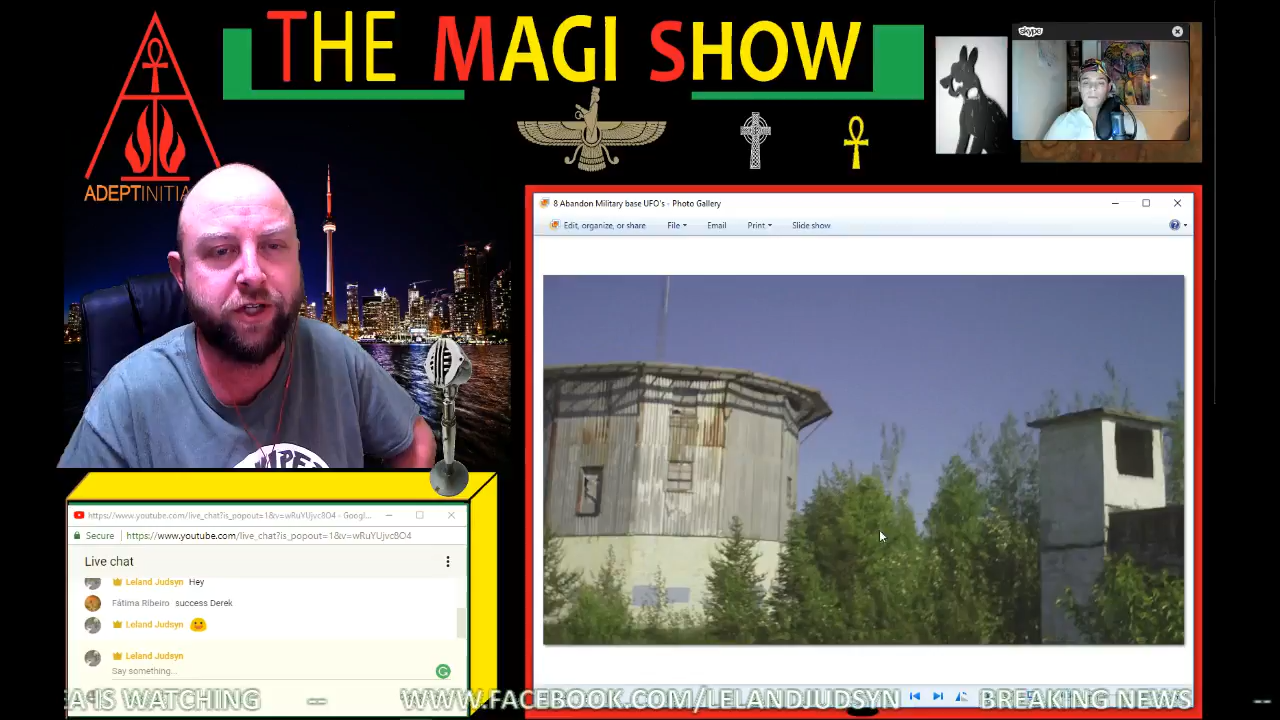 THE MAGI SHOW
skype
ADEPTINITIA
8 Abandon Military base UFO's - Photo Gallery
Edit, organize, or share File Email Print Slide show
https://www.youtube.com/live_chat?is_popout=1&v=wRuYUjvc8O4 - Googl...
Secure https://www.youtube.com/live_chat?is_popout=1&v=wRuYUjvc8O4
Live chat
Leland Judsyn Hey
Fátima Ribeiro success Derek
Leland Judsyn
Leland Judsyn
Say something...
EA IS WATCHING -- WWW.FACEBOOK.COM/LELANDJUDSYN BREAKING NEWS --